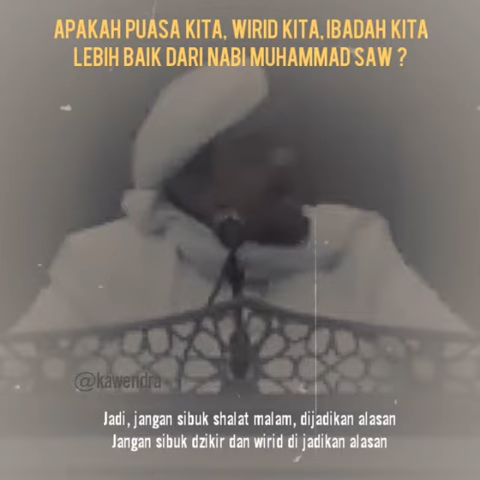 APAKAH PUASA KITA, WIRID KITA, IBADAH KITA
LEBIH BAIK DARI NABI MUHAMMAD SAW ?
@kawendra
Jadi, jangan sibuk shalat malam, dijadikan alasan
Jangan sibuk dzikir dan wirid di jadikan alasan